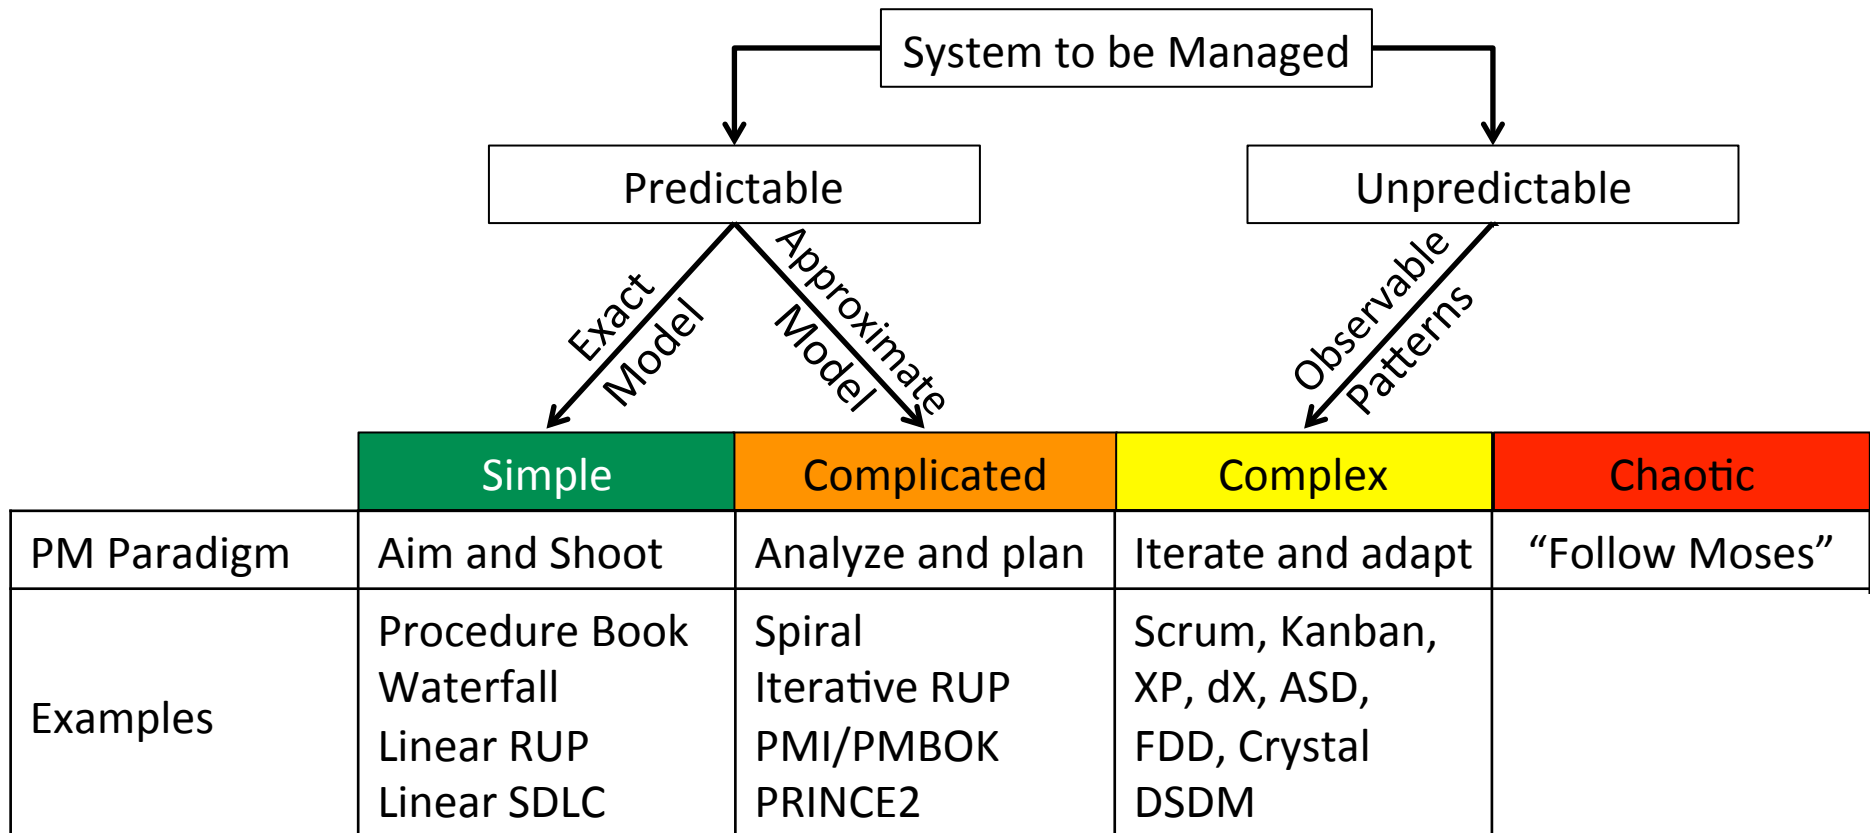 System to be Managed
Predictable
Unpredictable
Exact
Model
Approximate
Model
Observable
Patterns
Simple
Complicated
Complex
Chaotic
PM Paradigm
Aim and Shoot
Analyze and plan
Iterate and adapt
“Follow Moses”
Examples
Procedure Book
Waterfall
Linear RUP
Linear SDLC
Spiral
Iterative RUP
PMI/PMBOK
PRINCE2
Scrum, Kanban,
XP, dX, ASD,
FDD, Crystal
DSDM